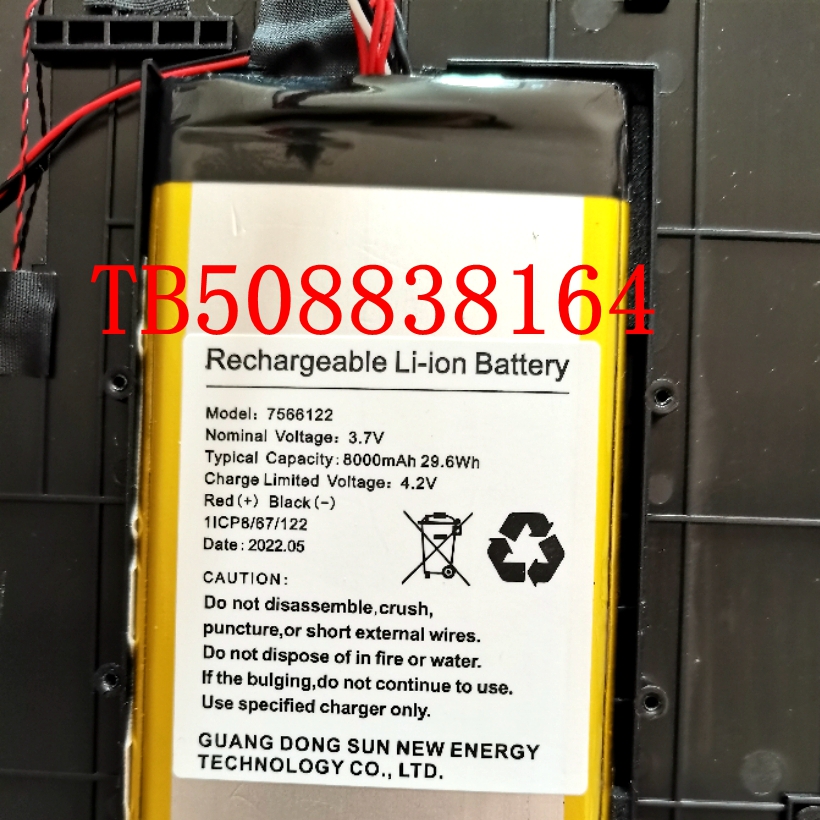 TB508838164
Rechargeable Li-ion Battery
Model: 7566122
Nominal Voltage: 3.7V
Typical Capacity: 8000mAh 29.6Wh
Charge Limited Voltage: 4.2V
Red(+) Black(-)
1ICP8/67/122
Date: 2022.05
CAUTION:
Do not disassemble,crush,
puncture,or short external wires.
Do not dispose of in fire or water.
If the bulging,do not continue to use.
Use specified charger only.
GUANG DONG SUN NEW ENERGY
TECHNOLOGY CO., LTD.